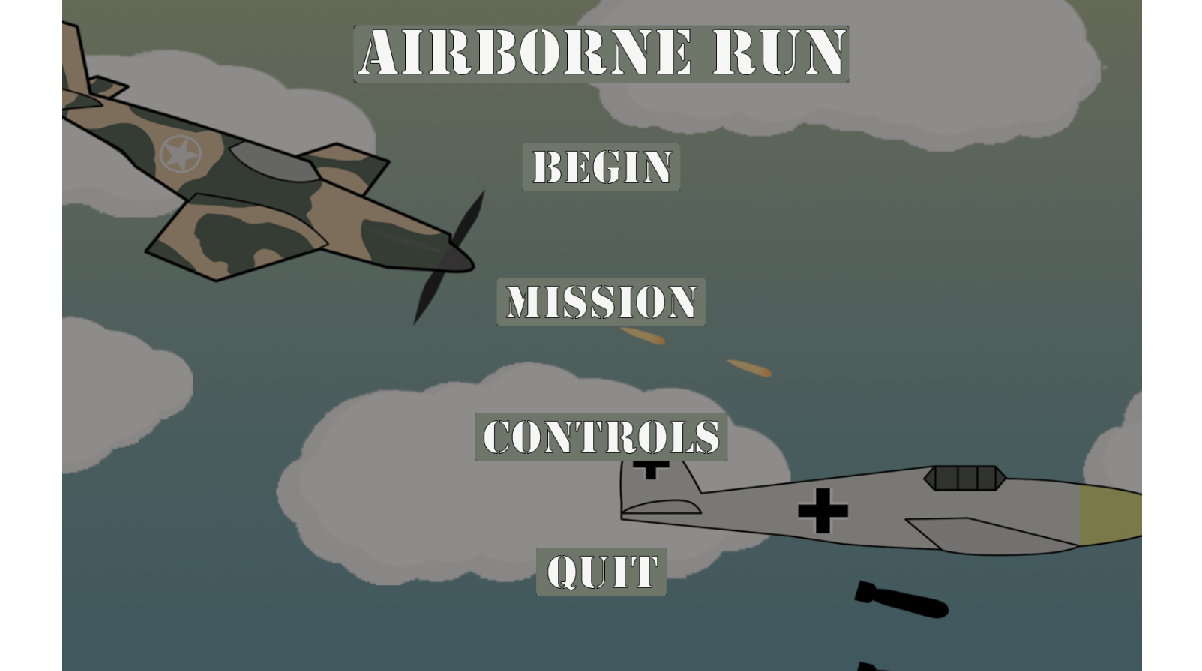 AIRBORNE RUN
BEGIN
MISSION
CONTROLS
QUIT